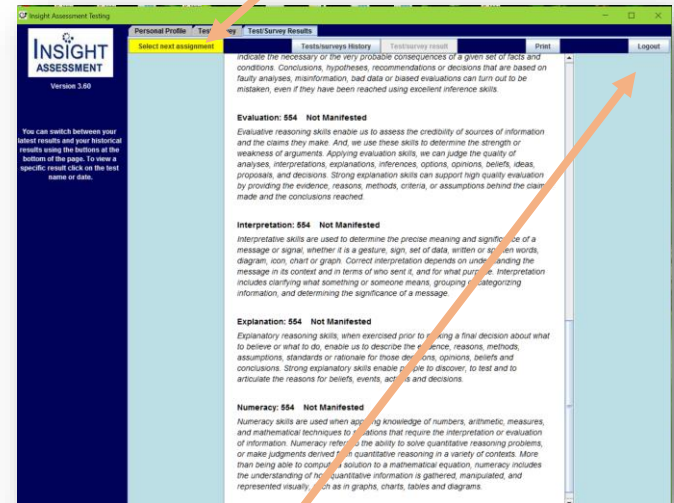 Insight Assessment Testing
Personal Profile
Test/Survey Results
Select next assignment
Tests/surveys History
Test/survey result
Print
Logout
INSIGHT
ASSESSMENT
Version 3.60
You can switch between your
latest results and your historical
results using the buttons at the
bottom of the page. To view a
specific result click on the test
name or date.
indicate the necessary or the very probable consequences of a given set of facts and
conditions. Conclusions, hypotheses, recommendations or decisions that are based on
faulty analyses, misinformation, bad data or biased evaluations can turn out to be
mistaken, even if they have been reached using excellent inference skills.
Evaluation: 554 Not Manifested
Evaluative reasoning skills enable us to assess the credibility of sources of information
and the claims they make. And, we use these skills to determine the strength or
weakness of arguments. Applying evaluation skills, we can judge the quality of
analyses, interpretations, explanations, inferences, options, opinions, beliefs, ideas,
proposals, and decisions. Strong explanation skills can support high quality evaluation
by providing the evidence, reasons, methods, criteria, or assumptions behind the claims
made and the conclusions reached.
Interpretation: 554 Not Manifested
Interpretative skills are used to determine the precise meaning and significance of a
message or signal, whether it is a gesture, sign, set of data, written or spoken words,
diagram, icon, chart or graph. Correct interpretation depends on understanding the
message in its context and in terms of who sent it, and for what purpose. Interpretation
includes clarifying what something or someone means, grouping or categorizing
information, and determining the significance of a message.
Explanation: 554 Not Manifested
Explanatory reasoning skills, when exercised prior to making a final decision about what
to believe or what to do, enable us to describe the evidence, reasons, methods,
assumptions, standards or rationale for those decisions, opinions, beliefs and
conclusions. Strong explanatory skills enable people to discover, to test and to
articulate the reasons for beliefs, events, actions and decisions.
Numeracy: 554 Not Manifested
Numeracy skills are used when applying knowledge of numbers, arithmetic, measures,
and mathematical techniques to situations that require the interpretation or evaluation
of information. Numeracy refers to the ability to solve quantitative reasoning problems,
or make judgments derived from quantitative reasoning in a variety of contexts. More
than being able to compute a solution to a mathematical equation, numeracy includes
the understanding of how quantitative information is gathered, manipulated, and
represented visually, such as in graphs, charts, tables and diagrams.